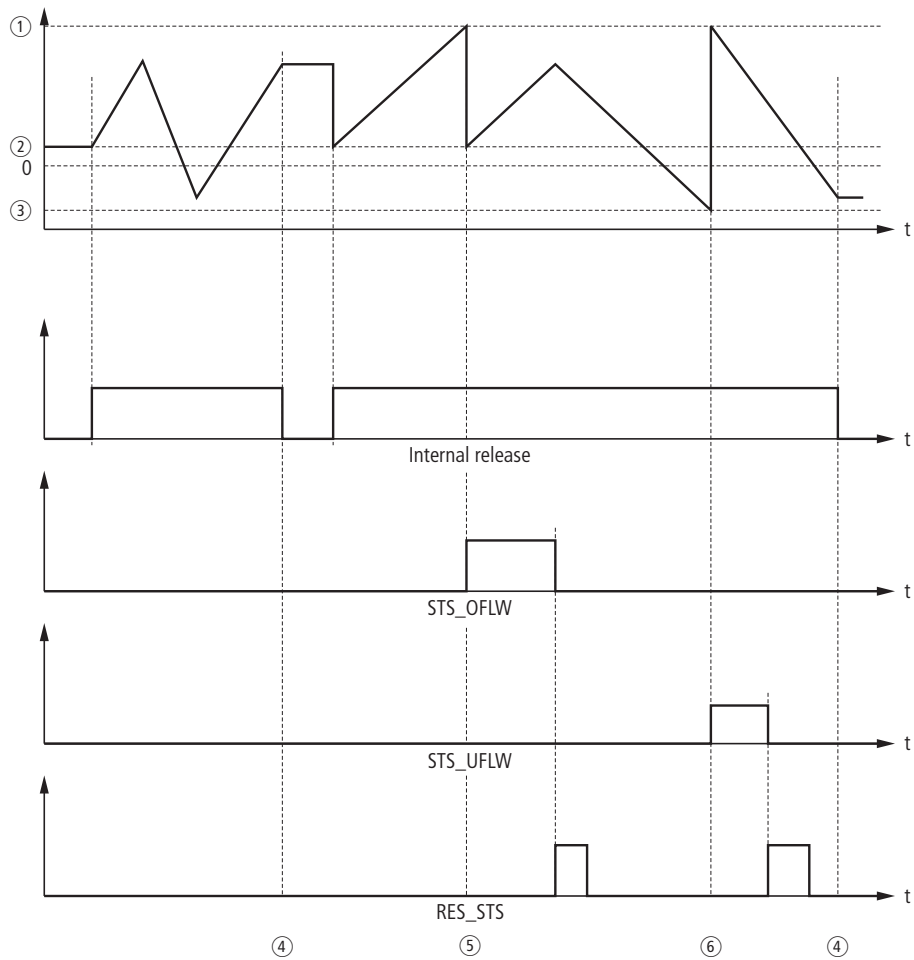 ①
②
0
③
t
t
Internal release
t
STS_OFLW
t
STS_UFLW
t
RES_STS
④ ⑤ ⑥ ④